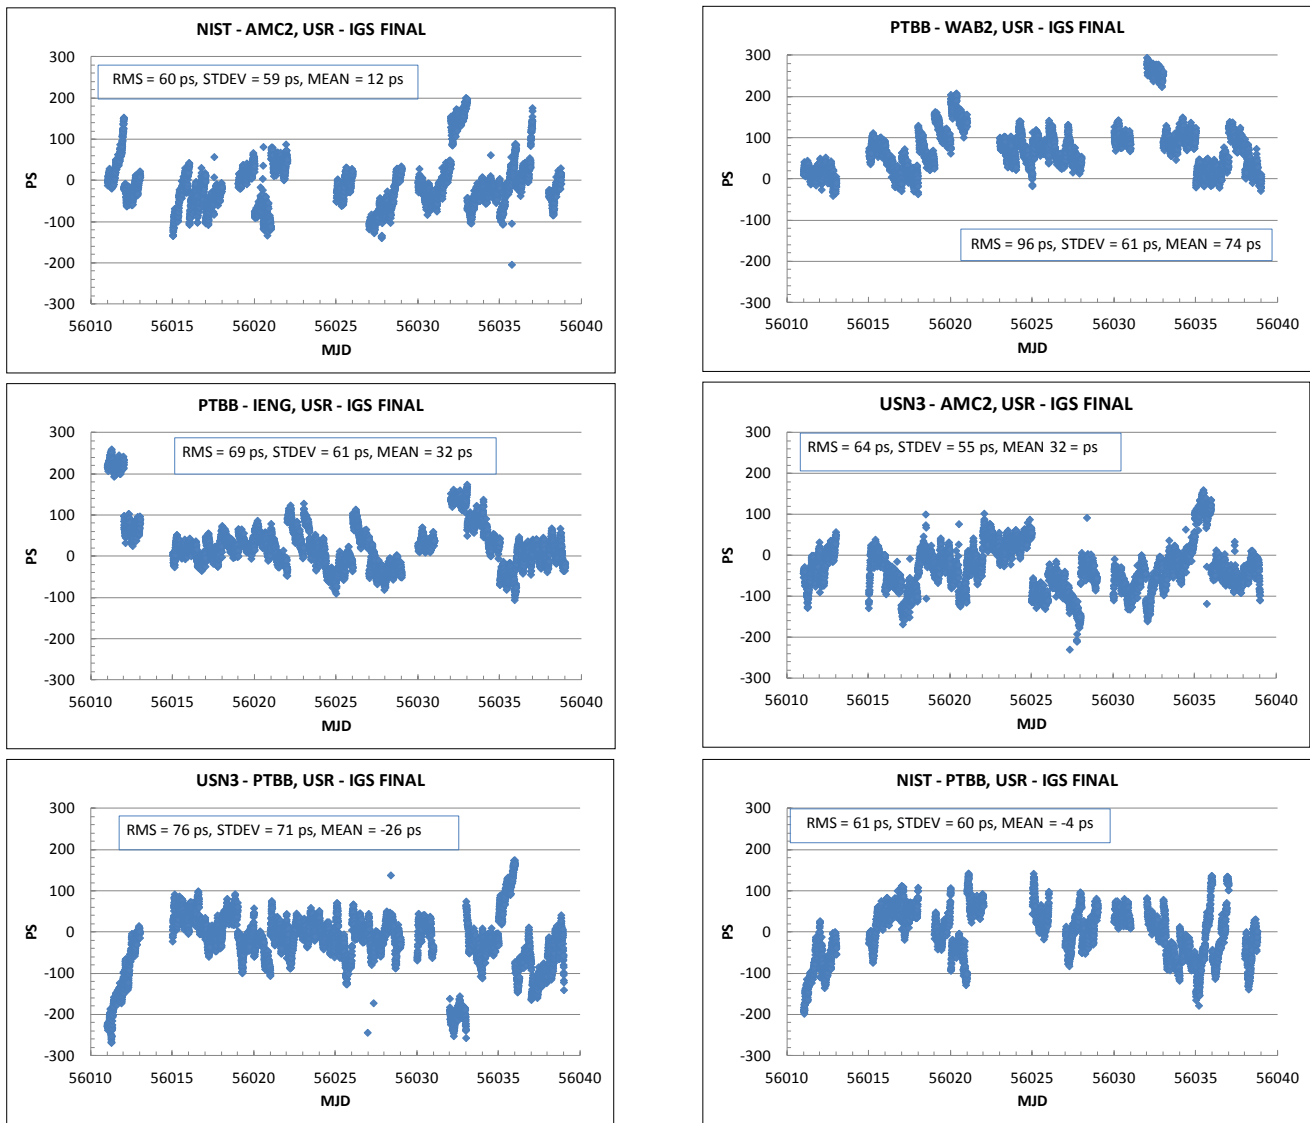 NIST - AMC2, USR - IGS FINAL
RMS = 60 ps, STDEV = 59 ps, MEAN = 12 ps
300
200
100
0
-100
-200
-300
PS
56010 56015 56020 56025 56030 56035 56040
MJD
PTBB - WAB2, USR - IGS FINAL
300
200
100
0
-100
-200
-300
PS
RMS = 96 ps, STDEV = 61 ps, MEAN = 74 ps
56010 56015 56020 56025 56030 56035 56040
MJD
PTBB - IENG, USR - IGS FINAL
RMS = 69 ps, STDEV = 61 ps, MEAN = 32 ps
300
200
100
0
-100
-200
-300
PS
56010 56015 56020 56025 56030 56035 56040
MJD
USN3 - AMC2, USR - IGS FINAL
RMS = 64 ps, STDEV = 55 ps, MEAN 32 = ps
300
200
100
0
-100
-200
-300
PS
56010 56015 56020 56025 56030 56035 56040
MJD
USN3 - PTBB, USR - IGS FINAL
RMS = 76 ps, STDEV = 71 ps, MEAN = -26 ps
300
200
100
0
-100
-200
-300
PS
56010 56015 56020 56025 56030 56035 56040
MJD
NIST - PTBB, USR - IGS FINAL
RMS = 61 ps, STDEV = 60 ps, MEAN = -4 ps
300
200
100
0
-100
-200
-300
PS
56010 56015 56020 56025 56030 56035 56040
MJD